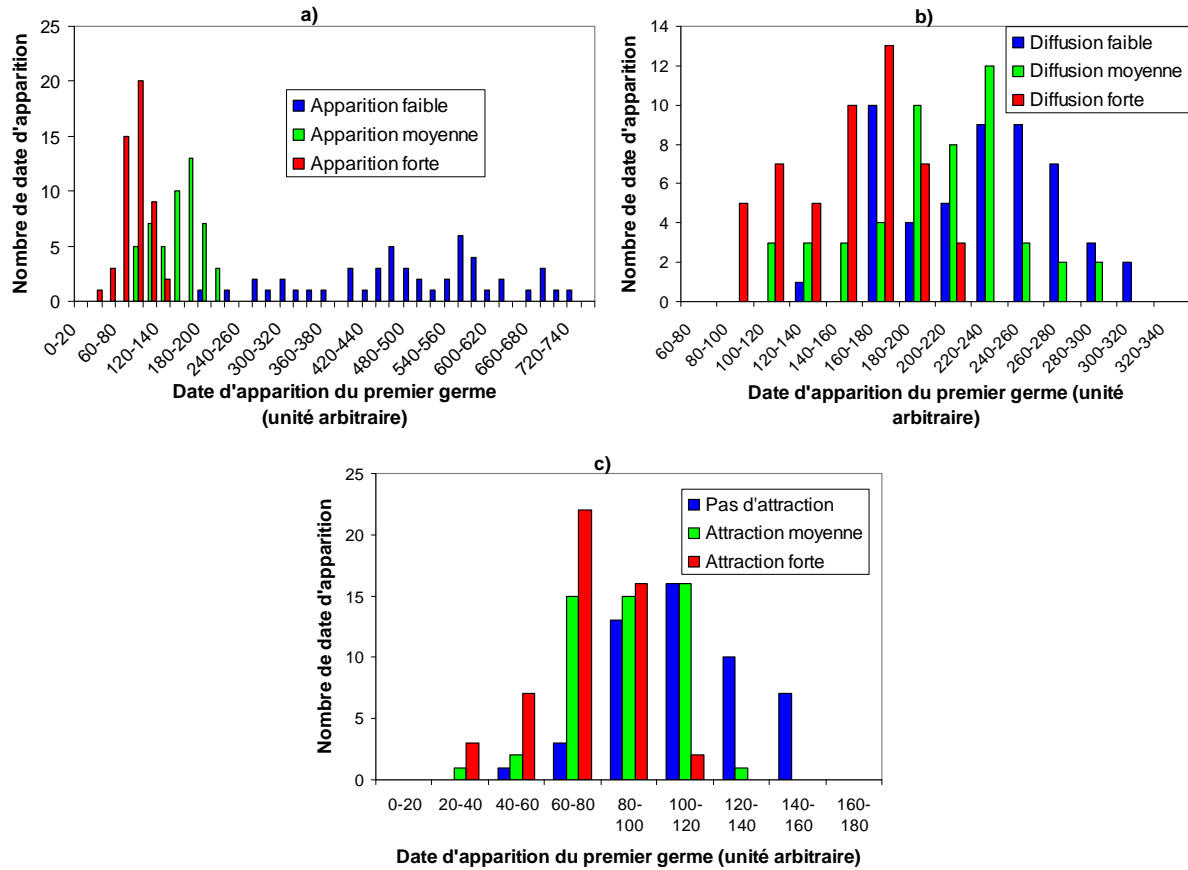 a)
Nombre de date d'apparition
25
20
15
10
5
0
Apparition faible
Apparition moyenne
Apparition forte
0-20
60-80
120-140
180-200
240-260
300-320
360-380
420-440
480-500
540-560
600-620
660-680
720-740
Date d'apparition du premier germe
(unité arbitraire)
b)
Nombre de date d'apparition
14
12
10
8
6
4
2
0
Diffusion faible
Diffusion moyenne
Diffusion forte
60-80
80-100
100-120
120-140
140-160
160-180
180-200
200-220
220-240
240-260
260-280
280-300
300-320
320-340
Date d'apparition du premier germe (unité
arbitraire)
c)
Nombre de date d'apparition
25
20
15
10
5
0
Pas d'attraction
Attraction moyenne
Attraction forte
0-20 20-40 40-60 60-80 80- 100- 120- 140- 160-
100 120 140 160 180
Date d'apparition du premier germe (unité arbitraire)